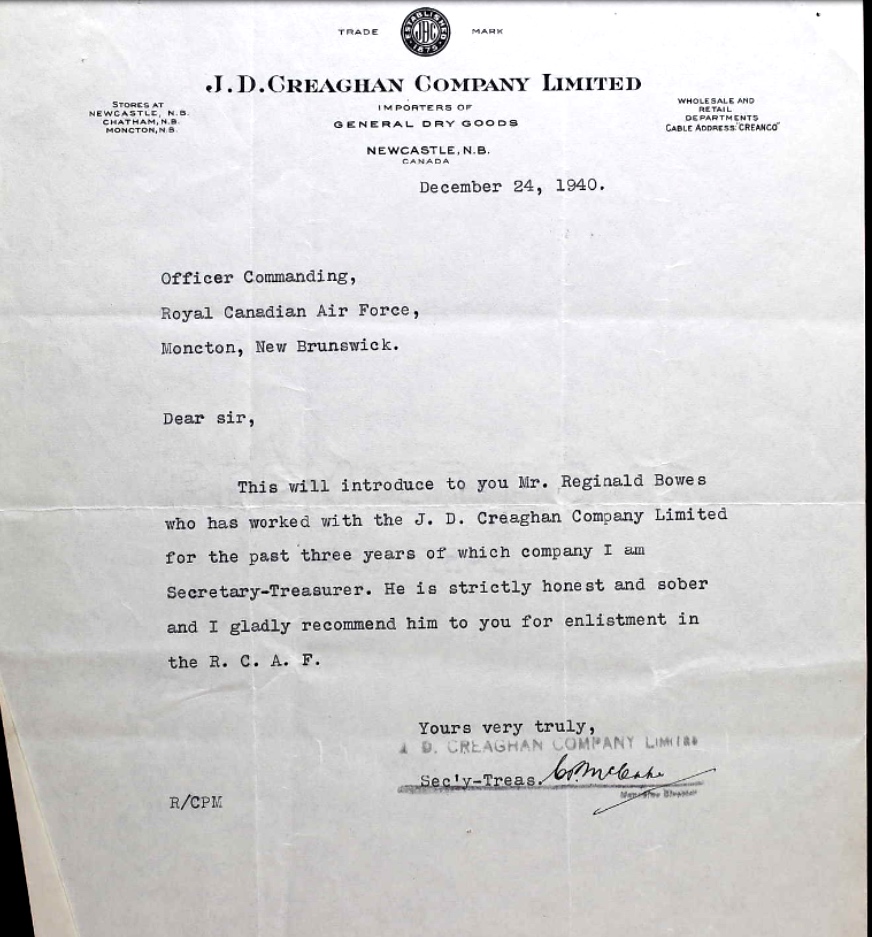 TRADE MARK
ESTABLISHED
JDC
1875
J. D. CREAGHAN COMPANY LIMITED
IMPORTERS OF
GENERAL DRY GOODS
NEWCASTLE, N.B.
CANADA
STORES AT
NEWCASTLE, N.B.
CHATHAM, N.B.
MONCTON, N.B.
WHOLESALE AND
RETAIL
DEPARTMENTS
CABLE ADDRESS "CREANCO"
December 24, 1940.
Officer Commanding,
Royal Canadian Air Force,
Moncton, New Brunswick.
Dear sir,
This will introduce to you Mr. Reginald Bowes
who has worked with the J. D. Creaghan Company Limited
for the past three years of which company I am
Secretary-Treasurer. He is strictly honest and sober
and I gladly recommend him to you for enlistment in
the R. C. A. F.
Yours very truly,
D. CREAGHAN COMPANY LIMITED
Sec'y-Treas.
R/CPM